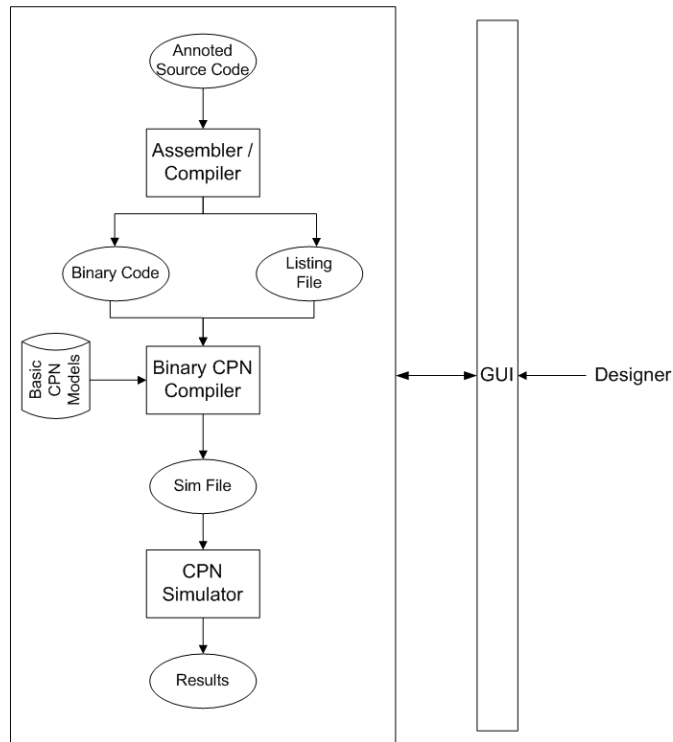 Annoted
Source Code
Assembler /
Compiler
Binary Code
Listing
File
Basic
CPN
Models
Binary CPN
Compiler
GUI
Designer
Sim File
CPN
Simulator
Results